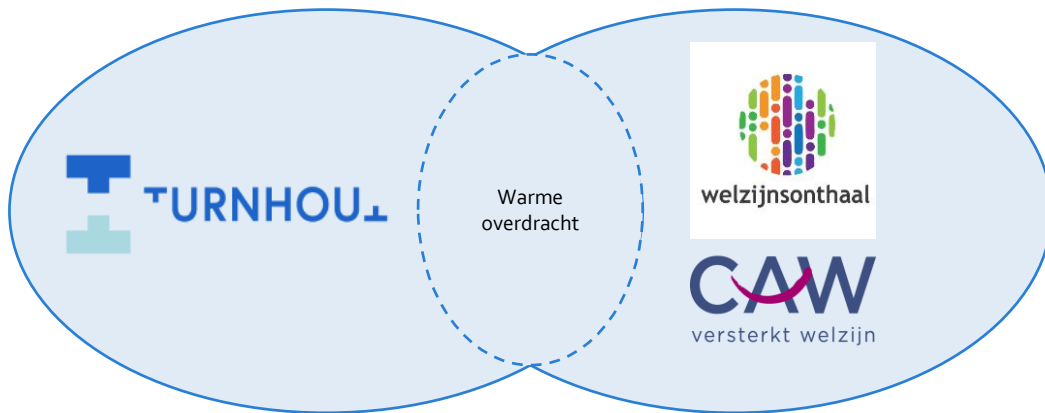 TURNHOUT
Warme
overdracht
welzijnsonthaal
CAW
versterkt welzijn